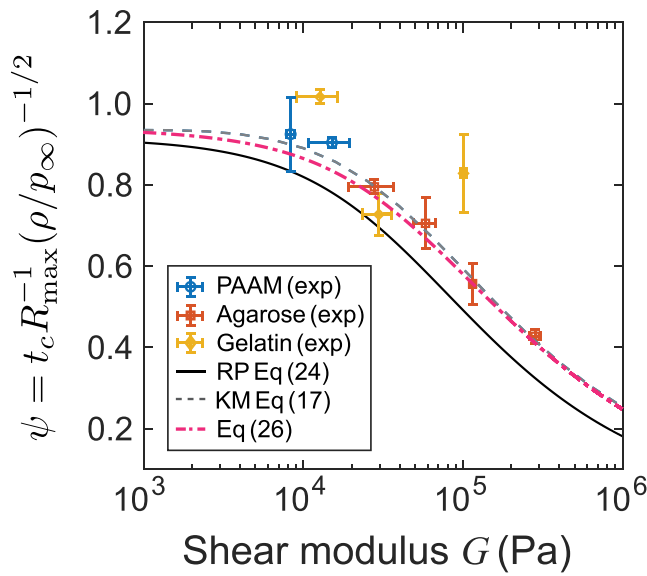 ψ = t_c R_max^{-1} (ρ/p_∞)^{-1/2}
1.2
1.0
0.8
0.6
0.4
0.2
PAAM (exp)
Agarose (exp)
Gelatin (exp)
RP Eq (24)
KM Eq (17)
Eq (26)
10^3 10^4 10^5 10^6
Shear modulus G (Pa)